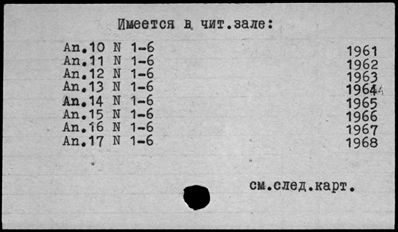 Имеется в чит.зале:
An.10 N 1-6 1961
An.11 N 1-6 1962
An.12 N 1-6 1963
An.13 N 1-6 1964
An.14 N 1-6 1965
An.15 N 1-6 1966
An.16 N 1-6 1967
An.17 N 1-6 1968
см.след.карт.